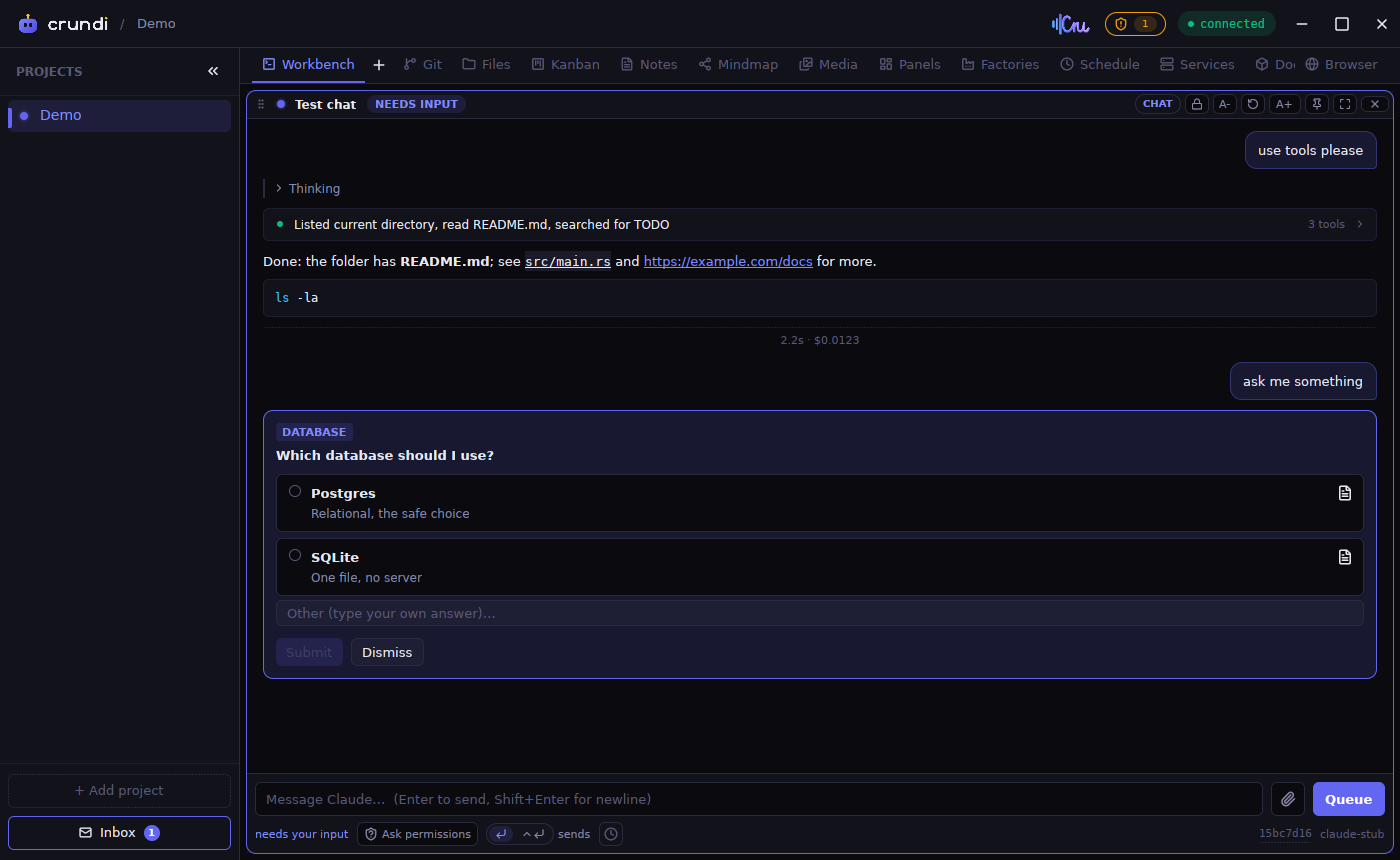 crundi / Demo
Cru
1
connected
PROJECTS
Workbench
Git
Files
Kanban
Notes
Mindmap
Media
Panels
Factories
Schedule
Services
Doc
Browser
Demo
Test chat NEEDS INPUT
CHAT
A-
A+
use tools please
Thinking
Listed current directory, read README.md, searched for TODO
3 tools
Done: the folder has README.md; see src/main.rs and https://example.com/docs for more.
ls -la
2.2s · $0.0123
ask me something
DATABASE
Which database should I use?
Postgres
Relational, the safe choice
SQLite
One file, no server
Other (type your own answer)...
Submit
Dismiss
+ Add project
Inbox 1
Message Claude... (Enter to send, Shift+Enter for newline)
Queue
needs your input
Ask permissions
sends
15bc7d16 claude-stub